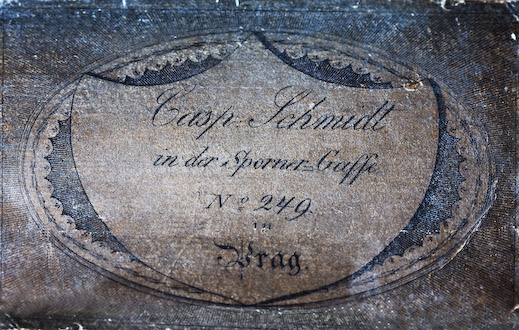 Casp: Schmidt
in der Sporner-Gaſſe
No 249.
in
Prag.